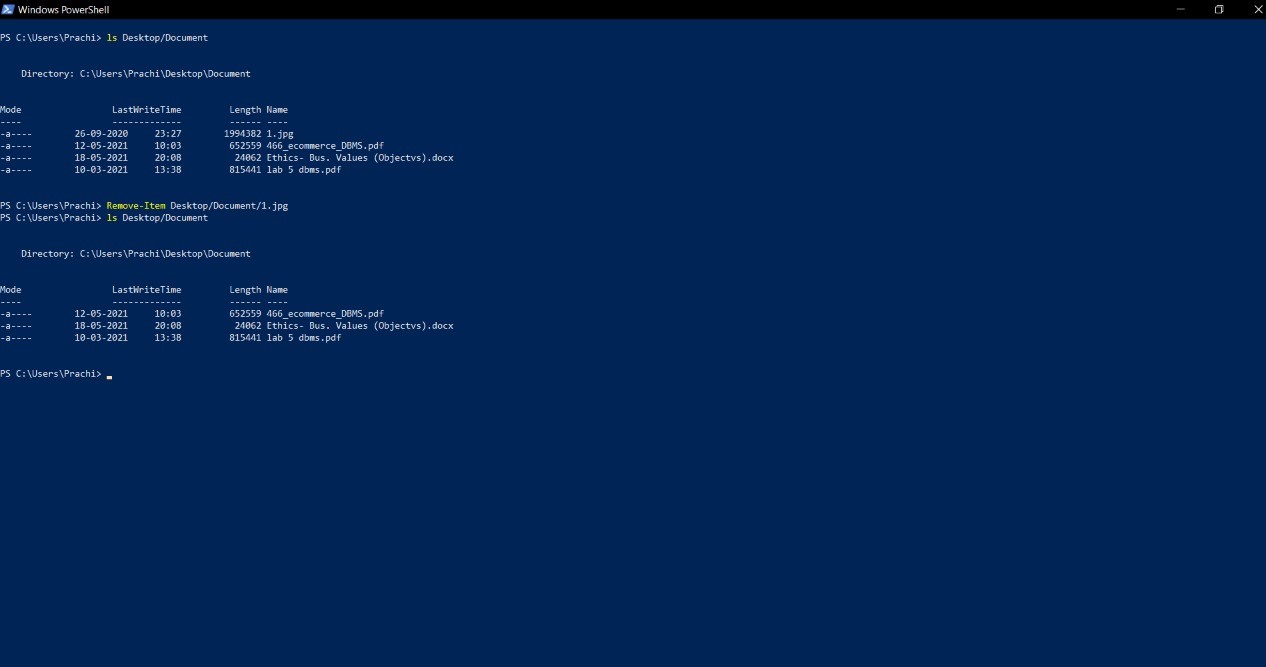 Windows PowerShell
PS C:\Users\Prachi> ls Desktop/Document
Directory: C:\Users\Prachi\Desktop\Document
Mode LastWriteTime Length Name
---- ------------- ------ ----
-a---- 26-09-2020 23:27 1994382 1.jpg
-a---- 12-05-2021 10:03 652559 466_ecommerce_DBMS.pdf
-a---- 18-05-2021 20:08 24062 Ethics- Bus. Values (Objectvs).docx
-a---- 10-03-2021 13:38 815441 lab 5 dbms.pdf
PS C:\Users\Prachi> Remove-Item Desktop/Document/1.jpg
PS C:\Users\Prachi> ls Desktop/Document
Directory: C:\Users\Prachi\Desktop\Document
Mode LastWriteTime Length Name
---- ------------- ------ ----
-a---- 12-05-2021 10:03 652559 466_ecommerce_DBMS.pdf
-a---- 18-05-2021 20:08 24062 Ethics- Bus. Values (Objectvs).docx
-a---- 10-03-2021 13:38 815441 lab 5 dbms.pdf
PS C:\Users\Prachi>